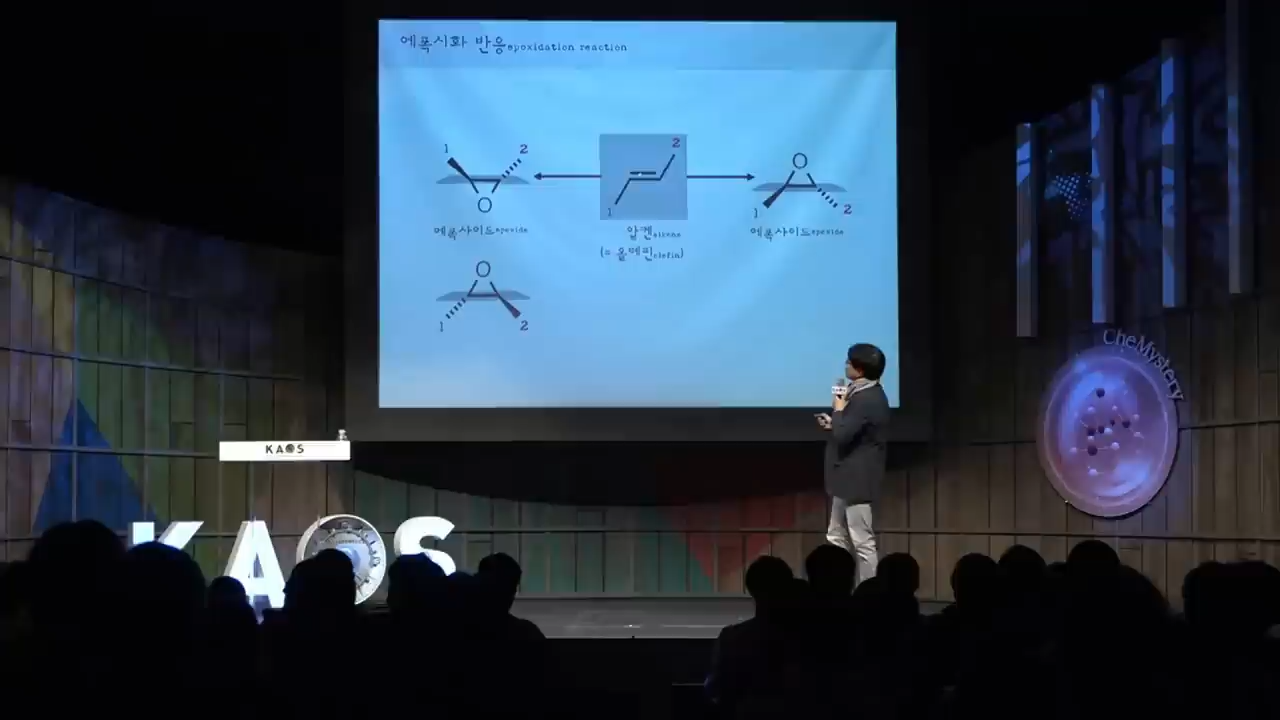 에폭시화 반응epoxidation reaction
1 2
O
에폭사이드epoxide
2
1
알켄alkene
(= 올레핀olefin)
O
1 2
에폭사이드epoxide
O
1 2
CheMystery
KAOS
KAOS